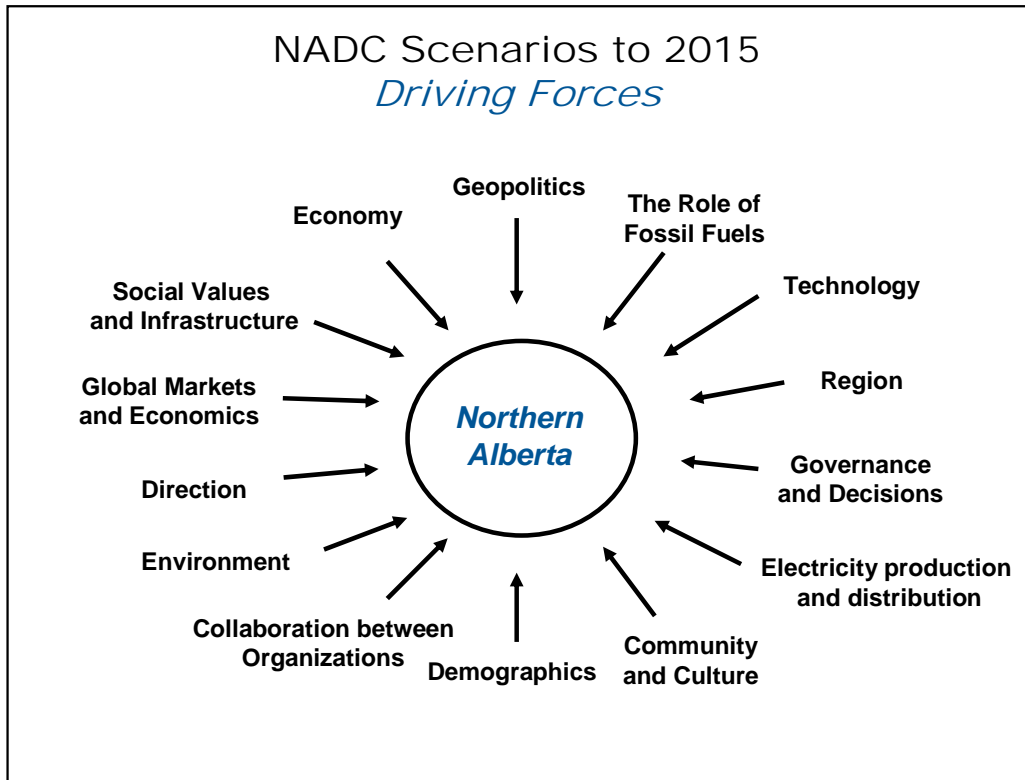 NADC Scenarios to 2015
Driving Forces
Geopolitics
The Role of
Fossil Fuels
Economy
Technology
Social Values
and Infrastructure
Region
Global Markets
and Economics
Northern
Alberta
Governance
and Decisions
Direction
Environment
Electricity production
and distribution
Collaboration between
Organizations
Demographics
Community
and Culture